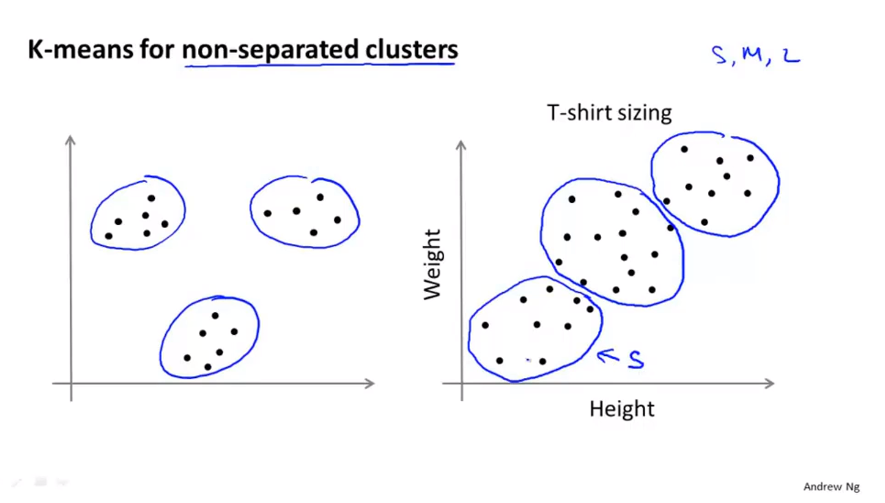 K-means for non-separated clusters
S, M, L
T-shirt sizing
Weight
← S
Height
Andrew Ng